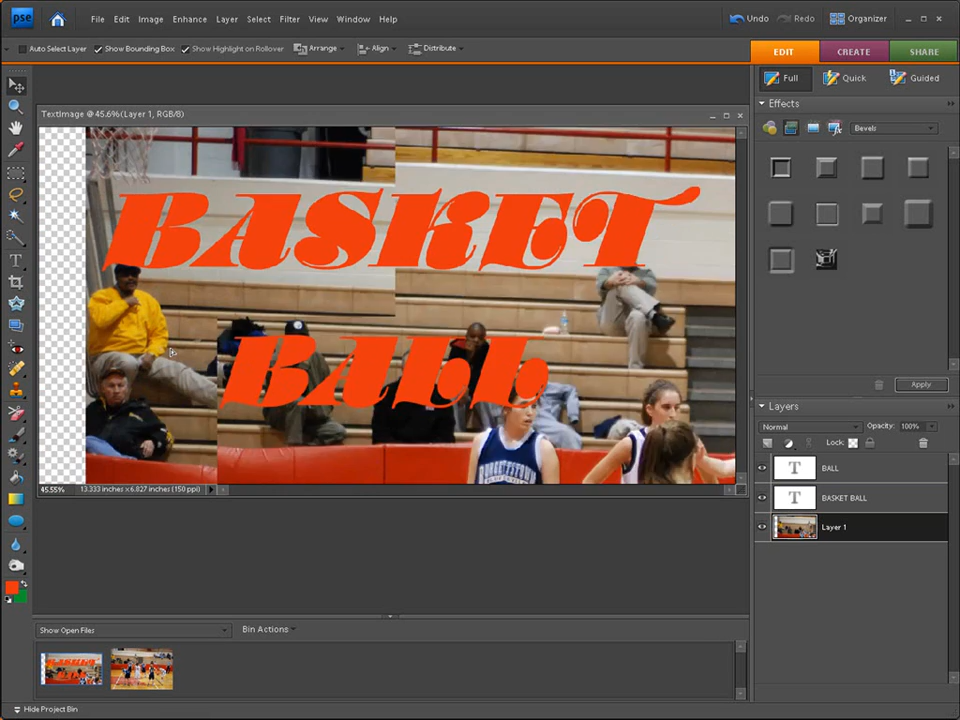 pse File Edit Image Enhance Layer Select Filter View Window Help Undo Redo Organizer
Auto Select Layer Show Bounding Box Show Highlight on Rollover Arrange Align Distribute EDIT CREATE SHARE
Full Quick Guided
Effects
TextImage @ 45.6%(Layer 1, RGB/8)
Bevels
BASKET
BALL
Apply
Layers
Normal Opacity: 100%
Lock:
BALL
BASKET BALL
Layer 1
45.55% 13.333 inches x 6.827 inches (150 ppi)
Show Open Files Bin Actions
Hide Project Bin